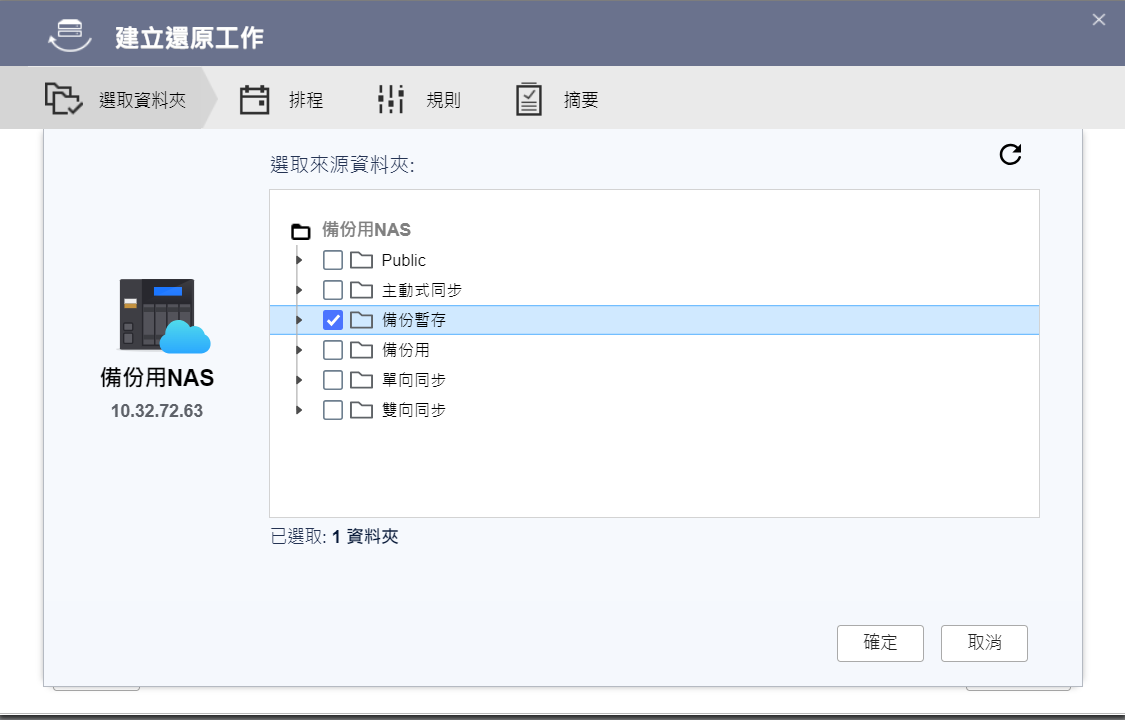 建立還原工作
選取資料夾
排程
規則
摘要
選取來源資料夾:
備份用NAS
Public
主動式同步
備份暫存
備份用
單向同步
雙向同步
備份用NAS
10.32.72.63
已選取: 1 資料夾
確定
取消